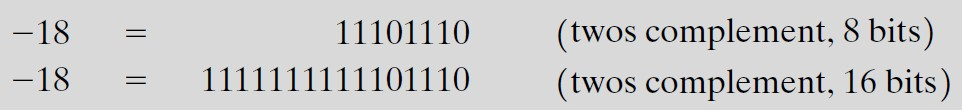 −18 = 11101110 (twos complement, 8 bits)
−18 = 1111111111101110 (twos complement, 16 bits)